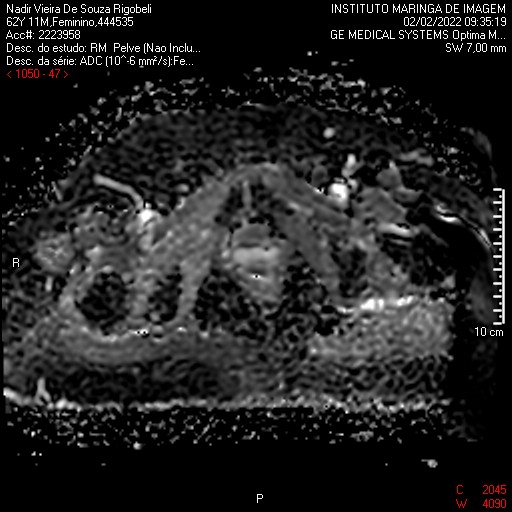 Nadir Vieira De Souza Rigobeli
62Y 11M,Feminino,444535
Acc#: 2223958
Desc. do estudo: RM Pelve (Nao Inclu...
Desc. da série: ADC (10^-6 mm²/s):Fe...
< 1050 - 47 >
INSTITUTO MARINGA DE IMAGEM
02/02/2022 09:35:19
GE MEDICAL SYSTEMS Optima M...
SW 7,00 mm
R
10 cm
P
C 2045
W 4090